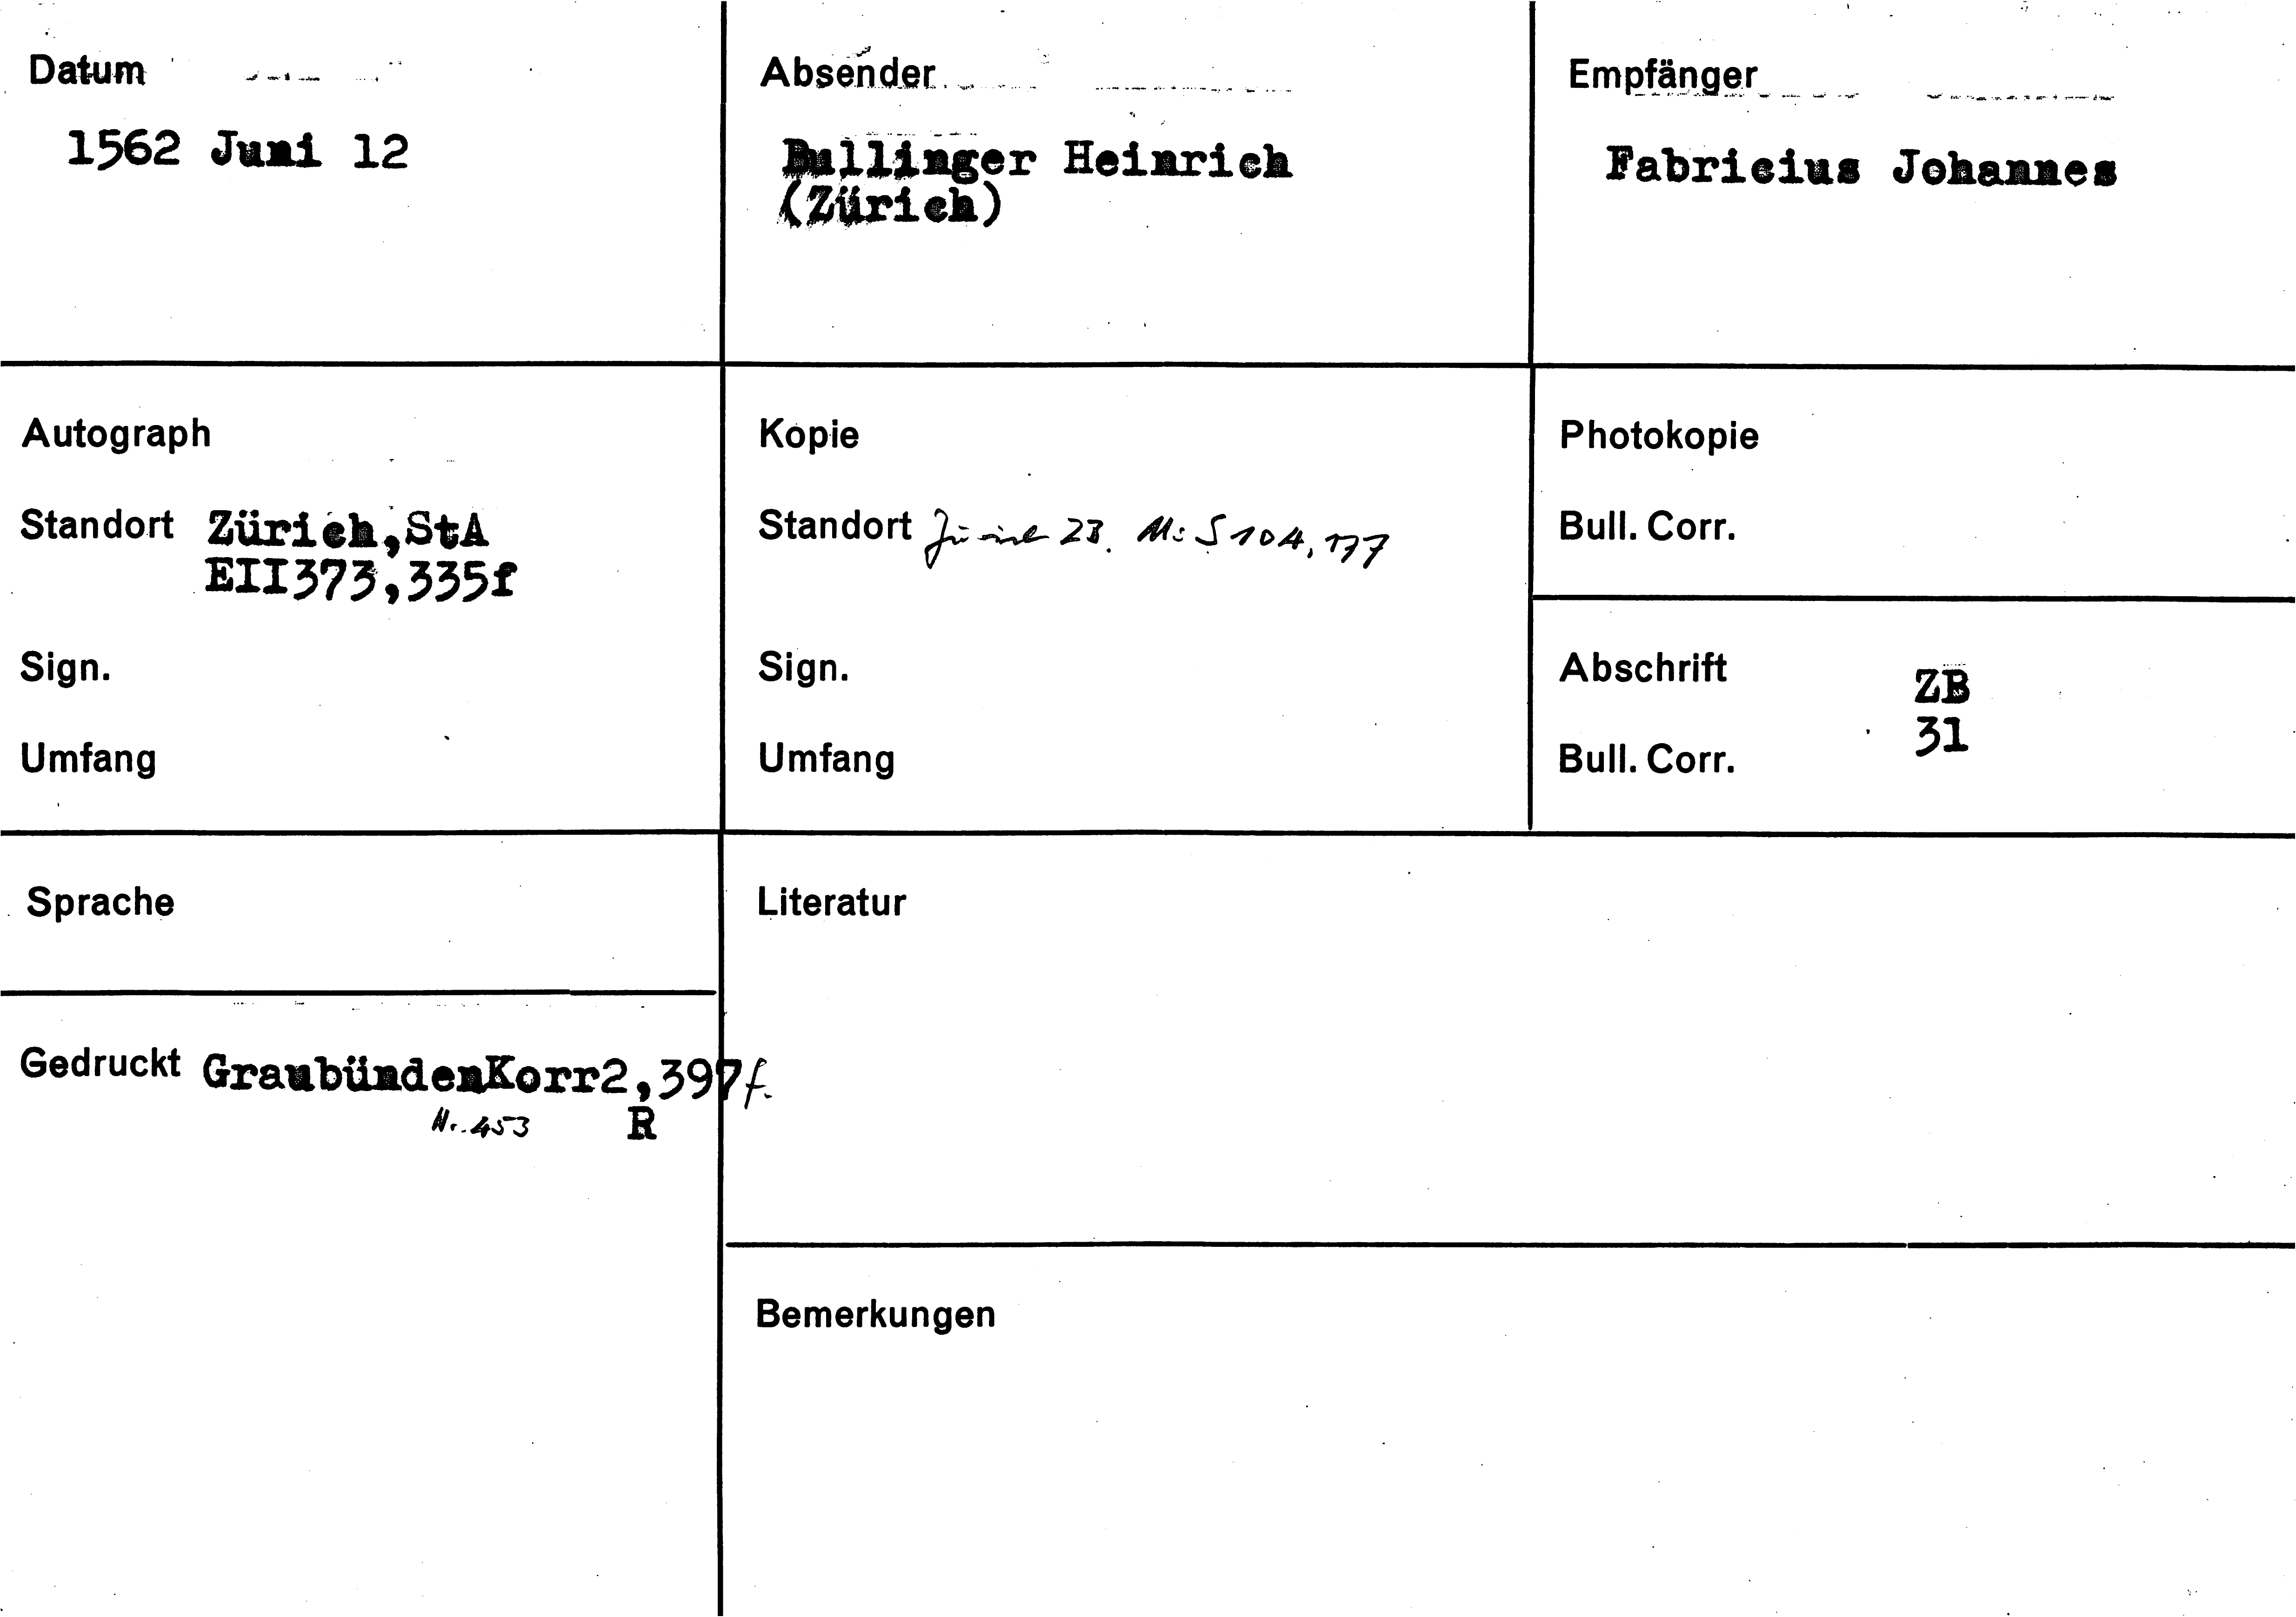 Datum
1562 Juni 12
Absender
Bullinger Heinrich
(Zürich)
Empfänger
Fabricius Johannes
Autograph
Standort Zürich,StA
EII373,335f
Sign.
Umfang
Kopie
Standort Zürich ZB, Ms S 104, 177
Sign.
Umfang
Photokopie
Bull. Corr.
Abschrift ZB
31
Bull. Corr.
Sprache
Literatur
Gedruckt GraubündenKorr2,397f.
Nr. 453 R
Bemerkungen